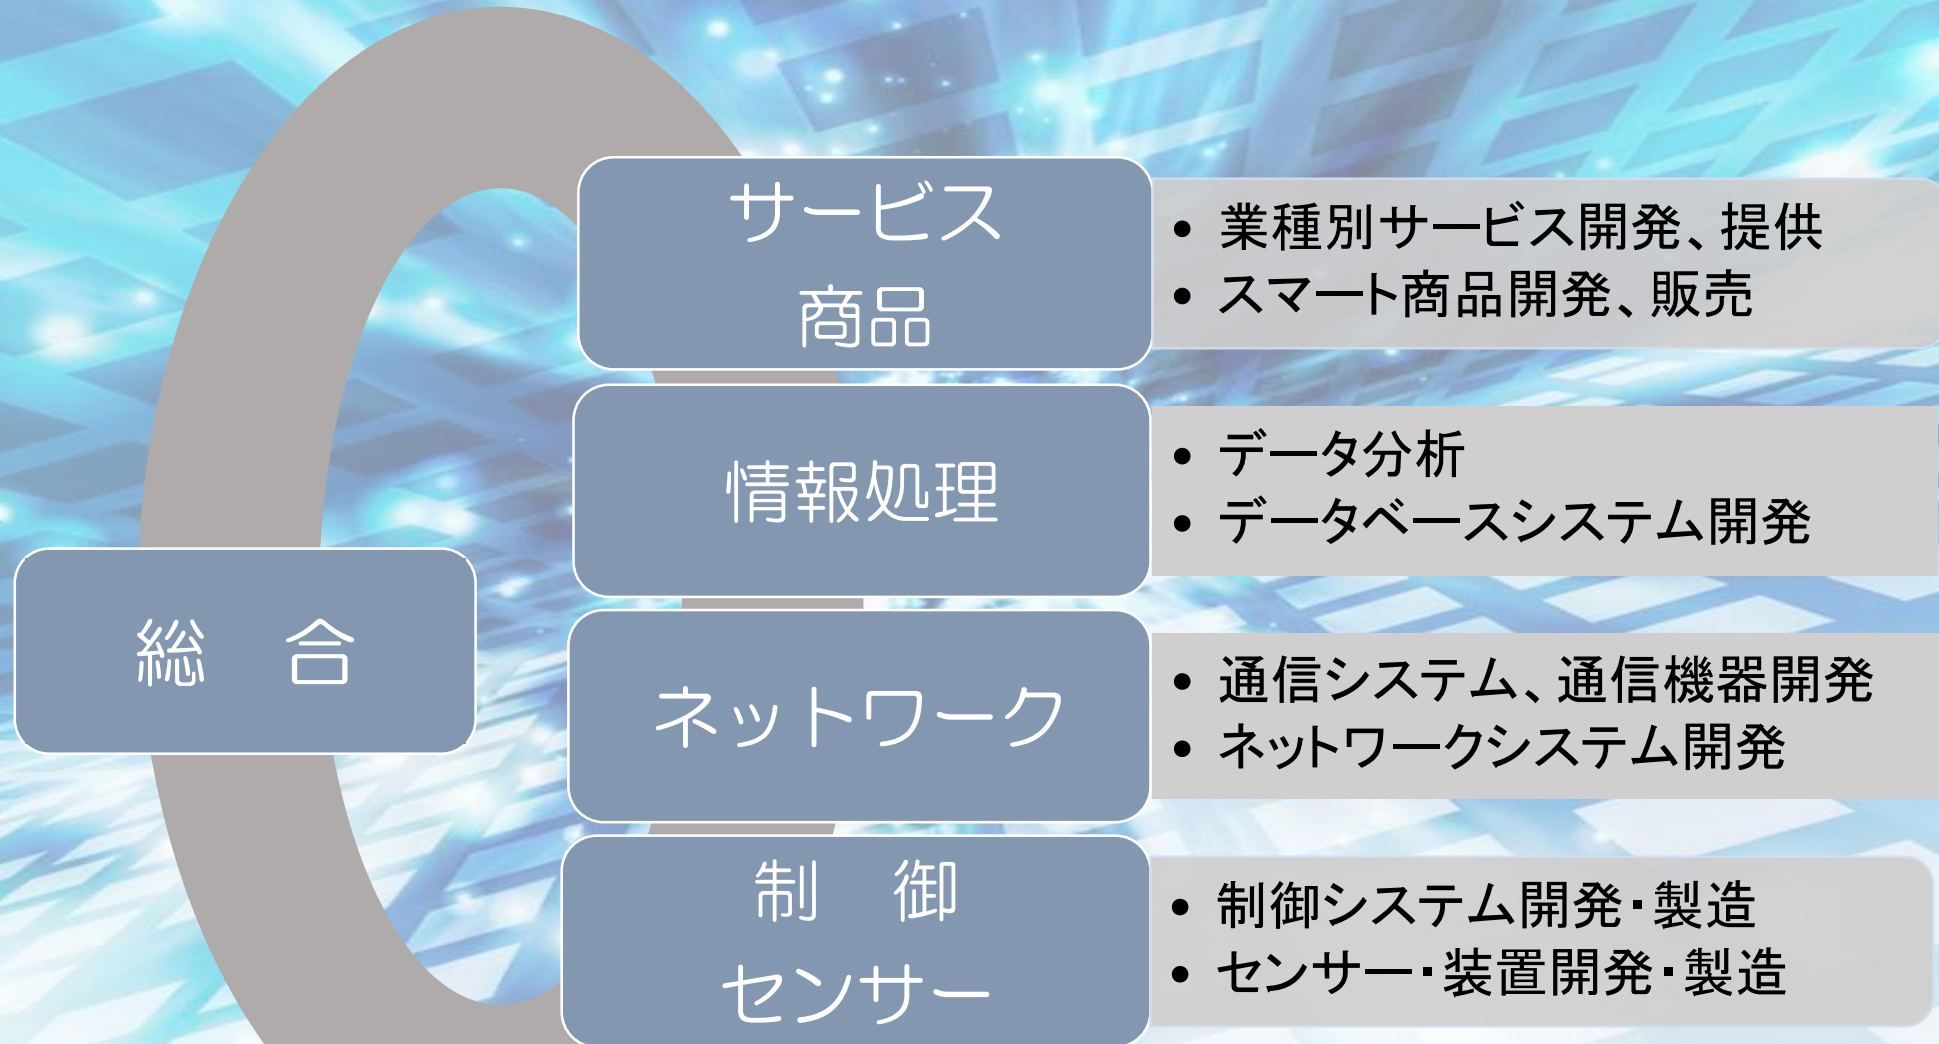 サービス
商品
・業種別サービス開発、提供
・スマート商品開発、販売
情報処理
・データ分析
・データベースシステム開発
総　合
ネットワーク
・通信システム、通信機器開発
・ネットワークシステム開発
制　御
センサー
・制御システム開発・製造
・センサー・装置開発・製造